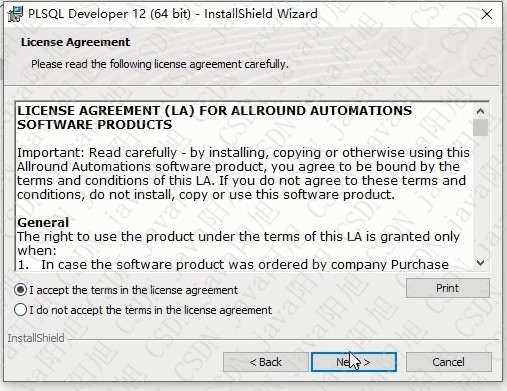 PLSQL Developer 12 (64 bit) - InstallShield Wizard
License Agreement
Please read the following license agreement carefully.
LICENSE AGREEMENT (LA) FOR ALLROUND AUTOMATIONS
SOFTWARE PRODUCTS
Important: Read carefully - by installing, copying or otherwise using this
Allround Automations software product, you agree to be bound by the
terms and conditions of this LA. If you do not agree to these terms and
conditions, do not install, copy or use this software product.
General
The right to use the product under the terms of this LA is granted only
when:
1. In case the software product was ordered by company Purchase
I accept the terms in the license agreement
Print
I do not accept the terms in the license agreement
InstallShield
< Back
Next >
Cancel